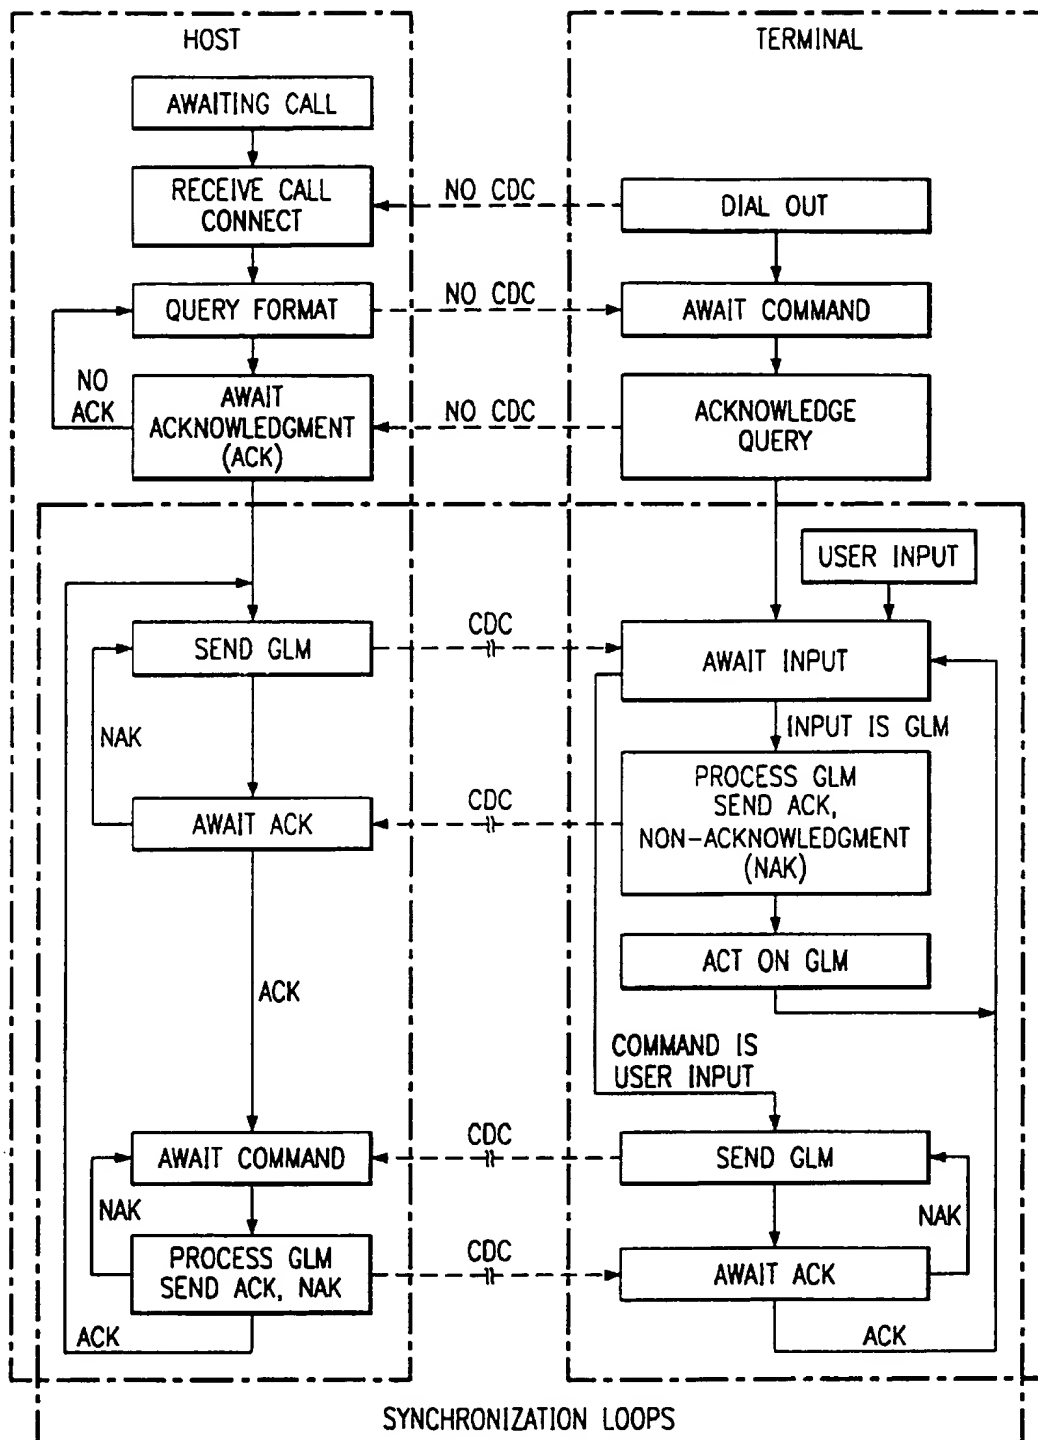 HOST
TERMINAL
AWAITING CALL
RECEIVE CALL
CONNECT
NO CDC
DIAL OUT
QUERY FORMAT
NO CDC
AWAIT COMMAND
NO
ACK
AWAIT
ACKNOWLEDGMENT
(ACK)
NO CDC
ACKNOWLEDGE
QUERY
USER INPUT
SEND GLM
CDC
AWAIT INPUT
NAK
INPUT IS GLM
AWAIT ACK
CDC
PROCESS GLM
SEND ACK,
NON-ACKNOWLEDGMENT
(NAK)
ACT ON GLM
ACK
COMMAND IS
USER INPUT
AWAIT COMMAND
CDC
SEND GLM
NAK
NAK
PROCESS GLM
SEND ACK, NAK
CDC
AWAIT ACK
ACK
ACK
SYNCHRONIZATION LOOPS